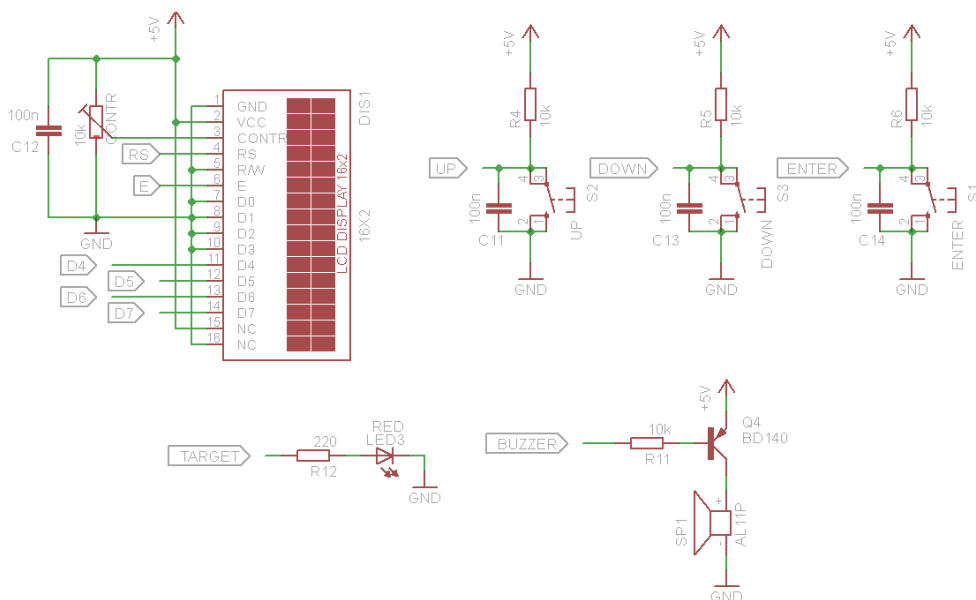 +5V
100n
C12
10k
CONTR
DIS1
LCD DISPLAY 16x2
16X2
1 GND
2 VCC
3 CONTR
4 RS
5 R/W
6 E
7 D0
8 D1
9 D2
10 D3
11 D4
12 D5
13 D6
14 D7
15 NC
16 NC
RS
E
GND
D4
D5
D6
D7
+5V
R4
10k
UP
4 3
2 1
100n
C11
S2
UP
GND
+5V
R5
10k
DOWN
4 3
2 1
100n
C13
S3
DOWN
GND
+5V
R6
10k
ENTER
4 3
2 1
100n
C14
S1
ENTER
GND
TARGET
220
R12
RED
LED3
GND
BUZZER
10k
R11
+5V
Q4
BD140
SP1
+
-
AL11P
GND